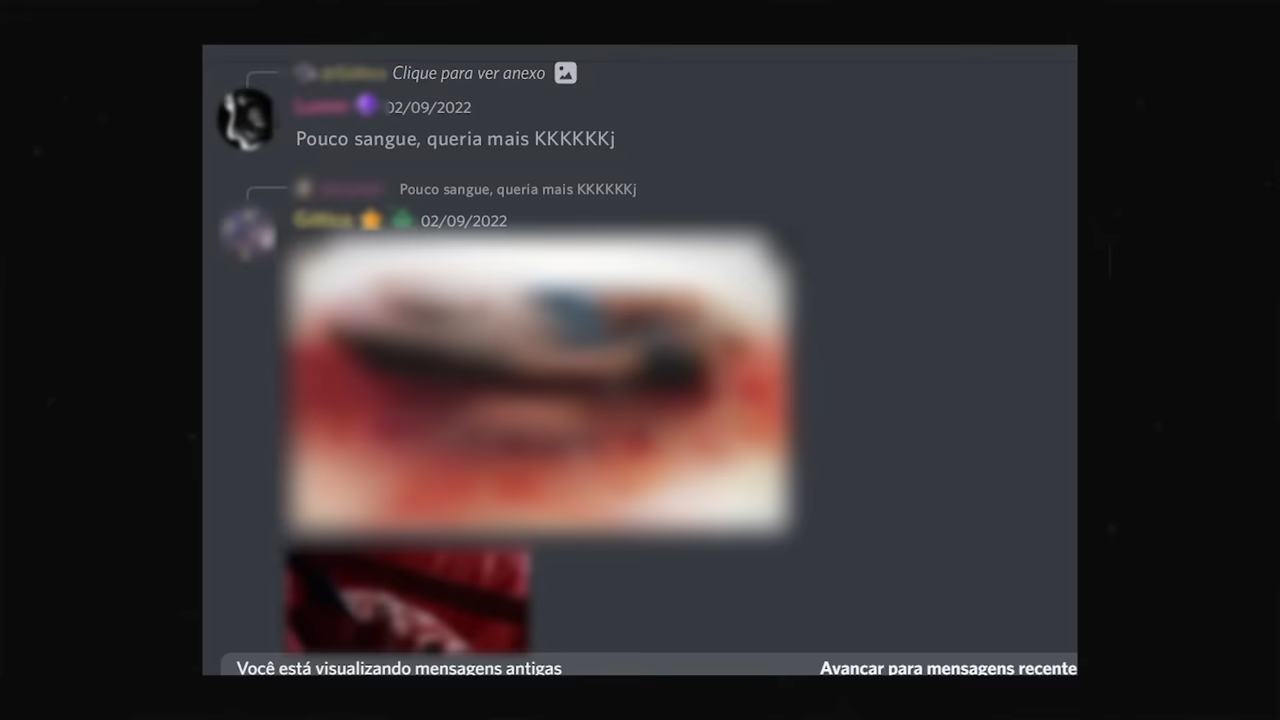 Clique para ver anexo
02/09/2022
Pouco sangue, queria mais KKKKKKj
Pouco sangue, queria mais KKKKKKj
02/09/2022
Você está visualizando mensagens antigas
Avançar para mensagens recente